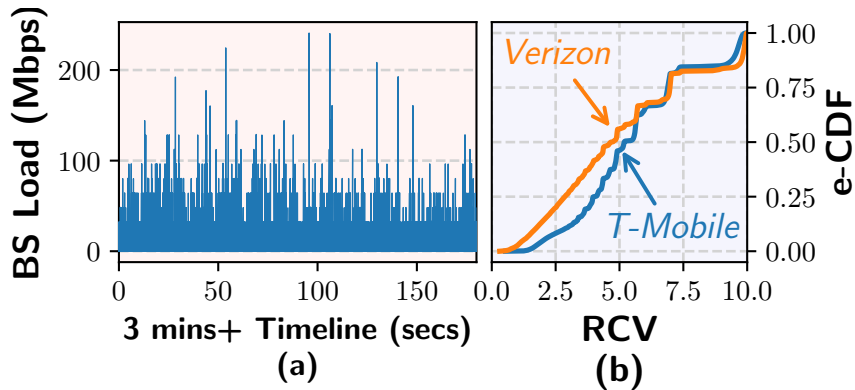 BS Load (Mbps)
200
100
0
0
50
100
150
3 mins+ Timeline (secs)
(a)
Verizon
T-Mobile
1.00
0.75
0.50
0.25
0.00
e-CDF
0.0
2.5
5.0
7.5
10.0
RCV
(b)